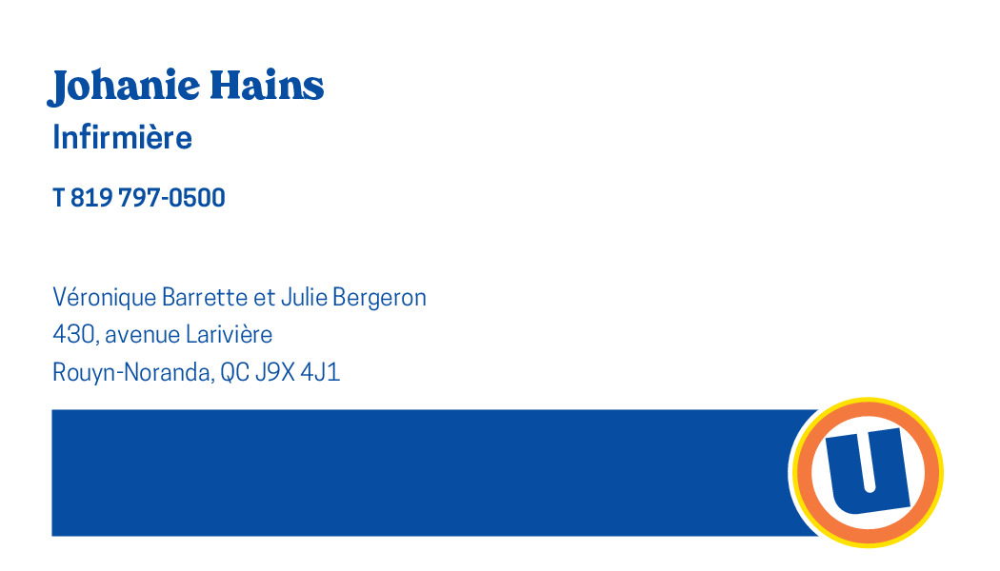 Johanie Hains
Infirmière
T 819 797-0500
Véronique Barrette et Julie Bergeron
430, avenue Larivière
Rouyn-Noranda, QC J9X 4J1
U